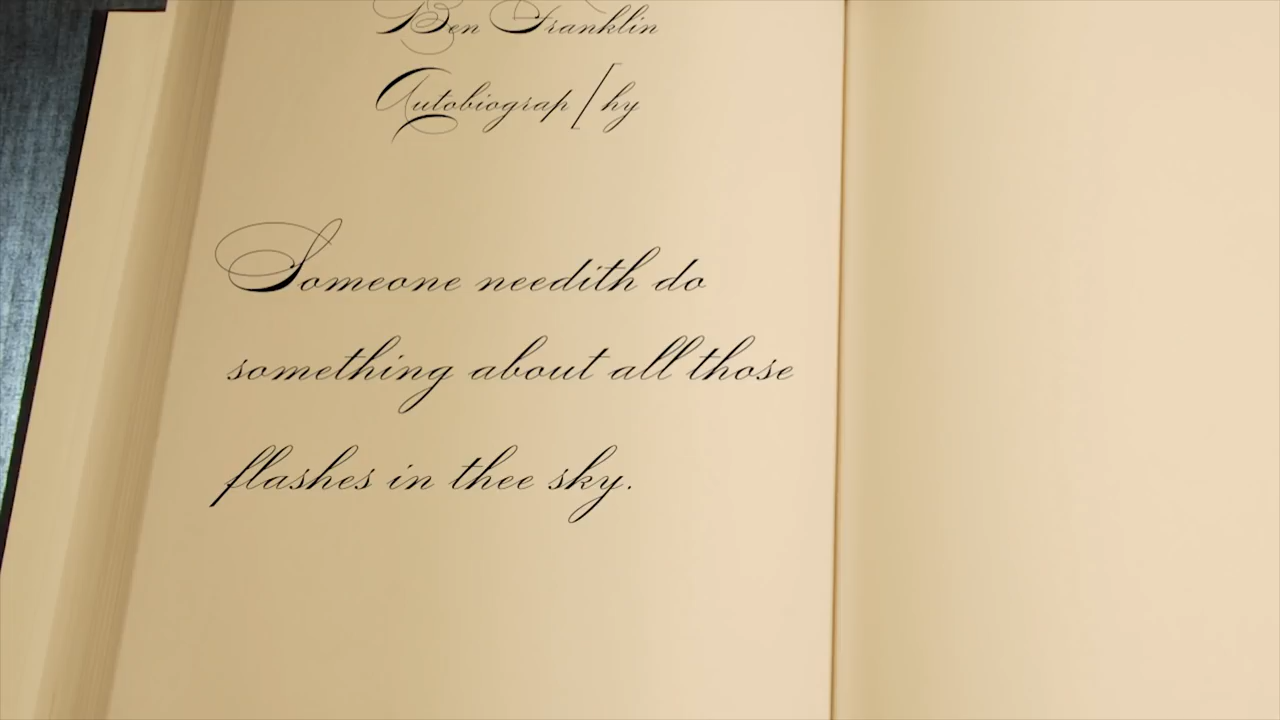 Ben Franklin
Autobiograp[hy
Someone needith do
something about all those
flashes in thee sky.